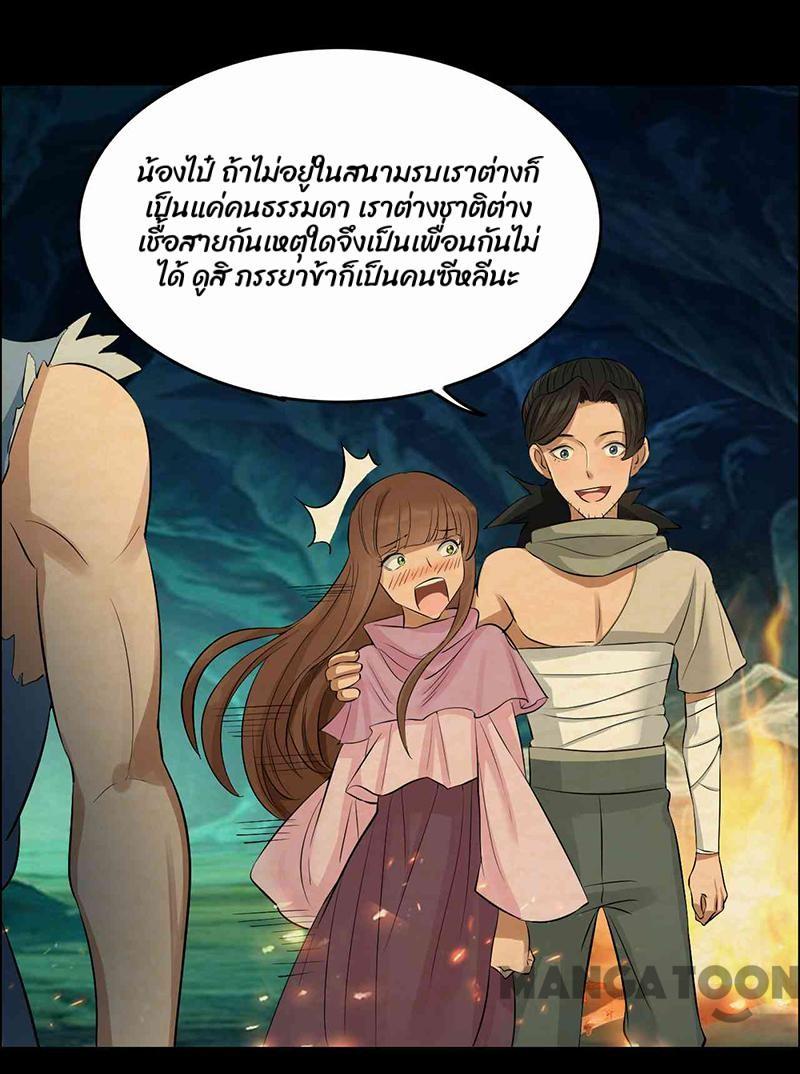 น้องไป๋ ถ้าไม่อยู่ในสนามรบเราต่างก็
เป็นแค่คนธรรมดา เราต่างชาติต่าง
เชื้อสายกันเหตุใดจึงเป็นเพื่อนกันไม่
ได้ ดูสิ ภรรยาข้าก็เป็นคนซีหลีนะ
MANGATOON